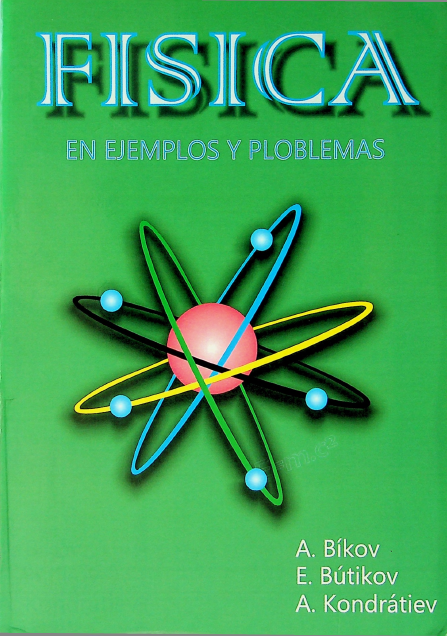 FISICA
EN EJEMPLOS Y PLOBLEMAS
A. Bíkov
E. Bútikov
A. Kondrátiev